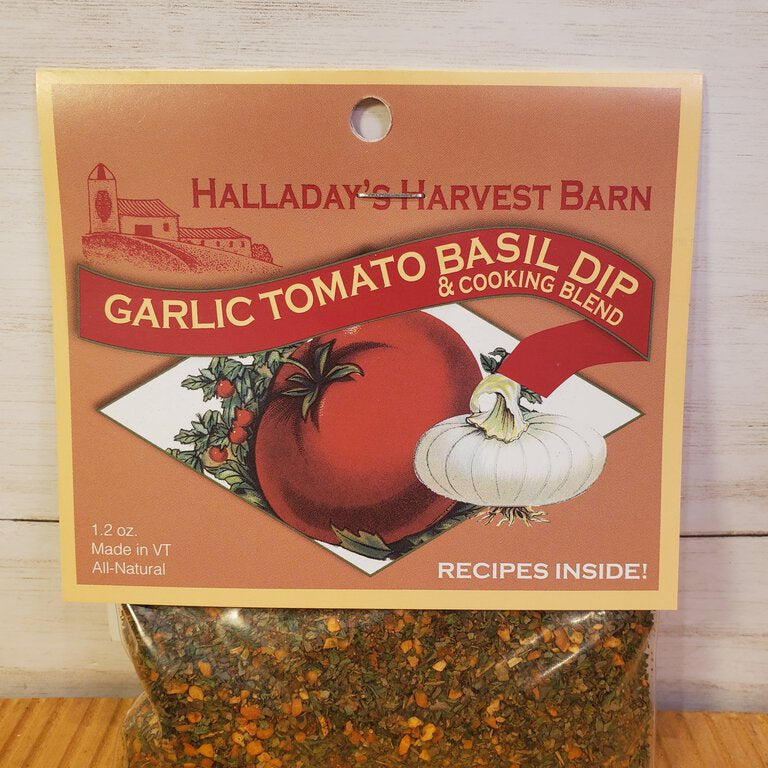 HALLADAY'S HARVEST BARN
GARLIC TOMATO BASIL DIP
& COOKING BLEND
1.2 oz.
Made in VT
All-Natural
RECIPES INSIDE!